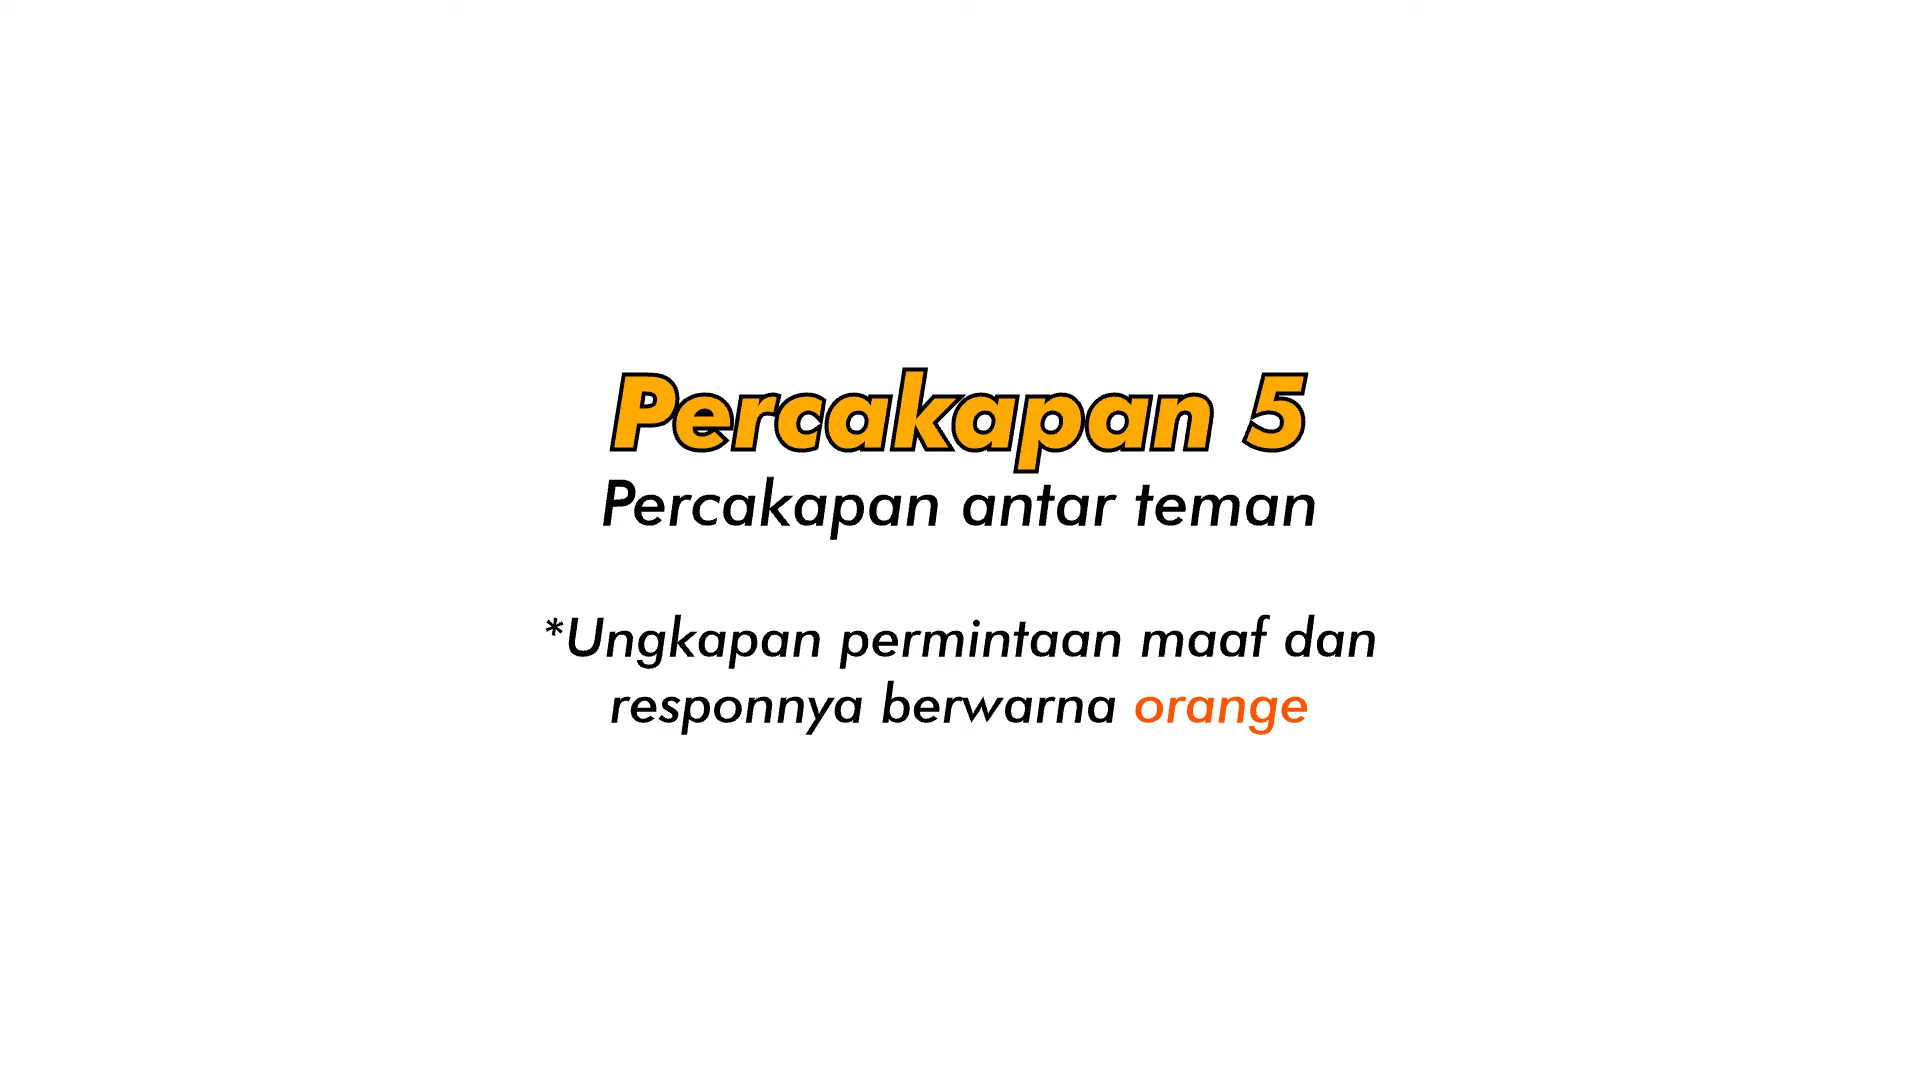 Percakapan 5
Percakapan antar teman
*Ungkapan permintaan maaf dan
responnya berwarna orange